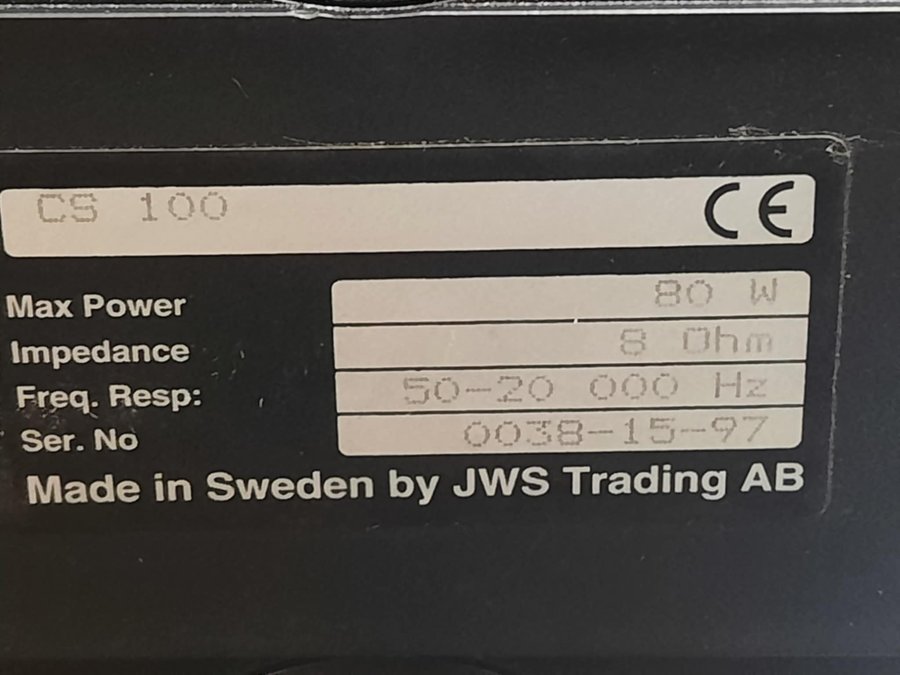 CS 100 CE
Max Power 80 W
Impedance 8 Ohm
Freq. Resp: 50-20 000 Hz
Ser. No 0038-15-97
Made in Sweden by JWS Trading AB